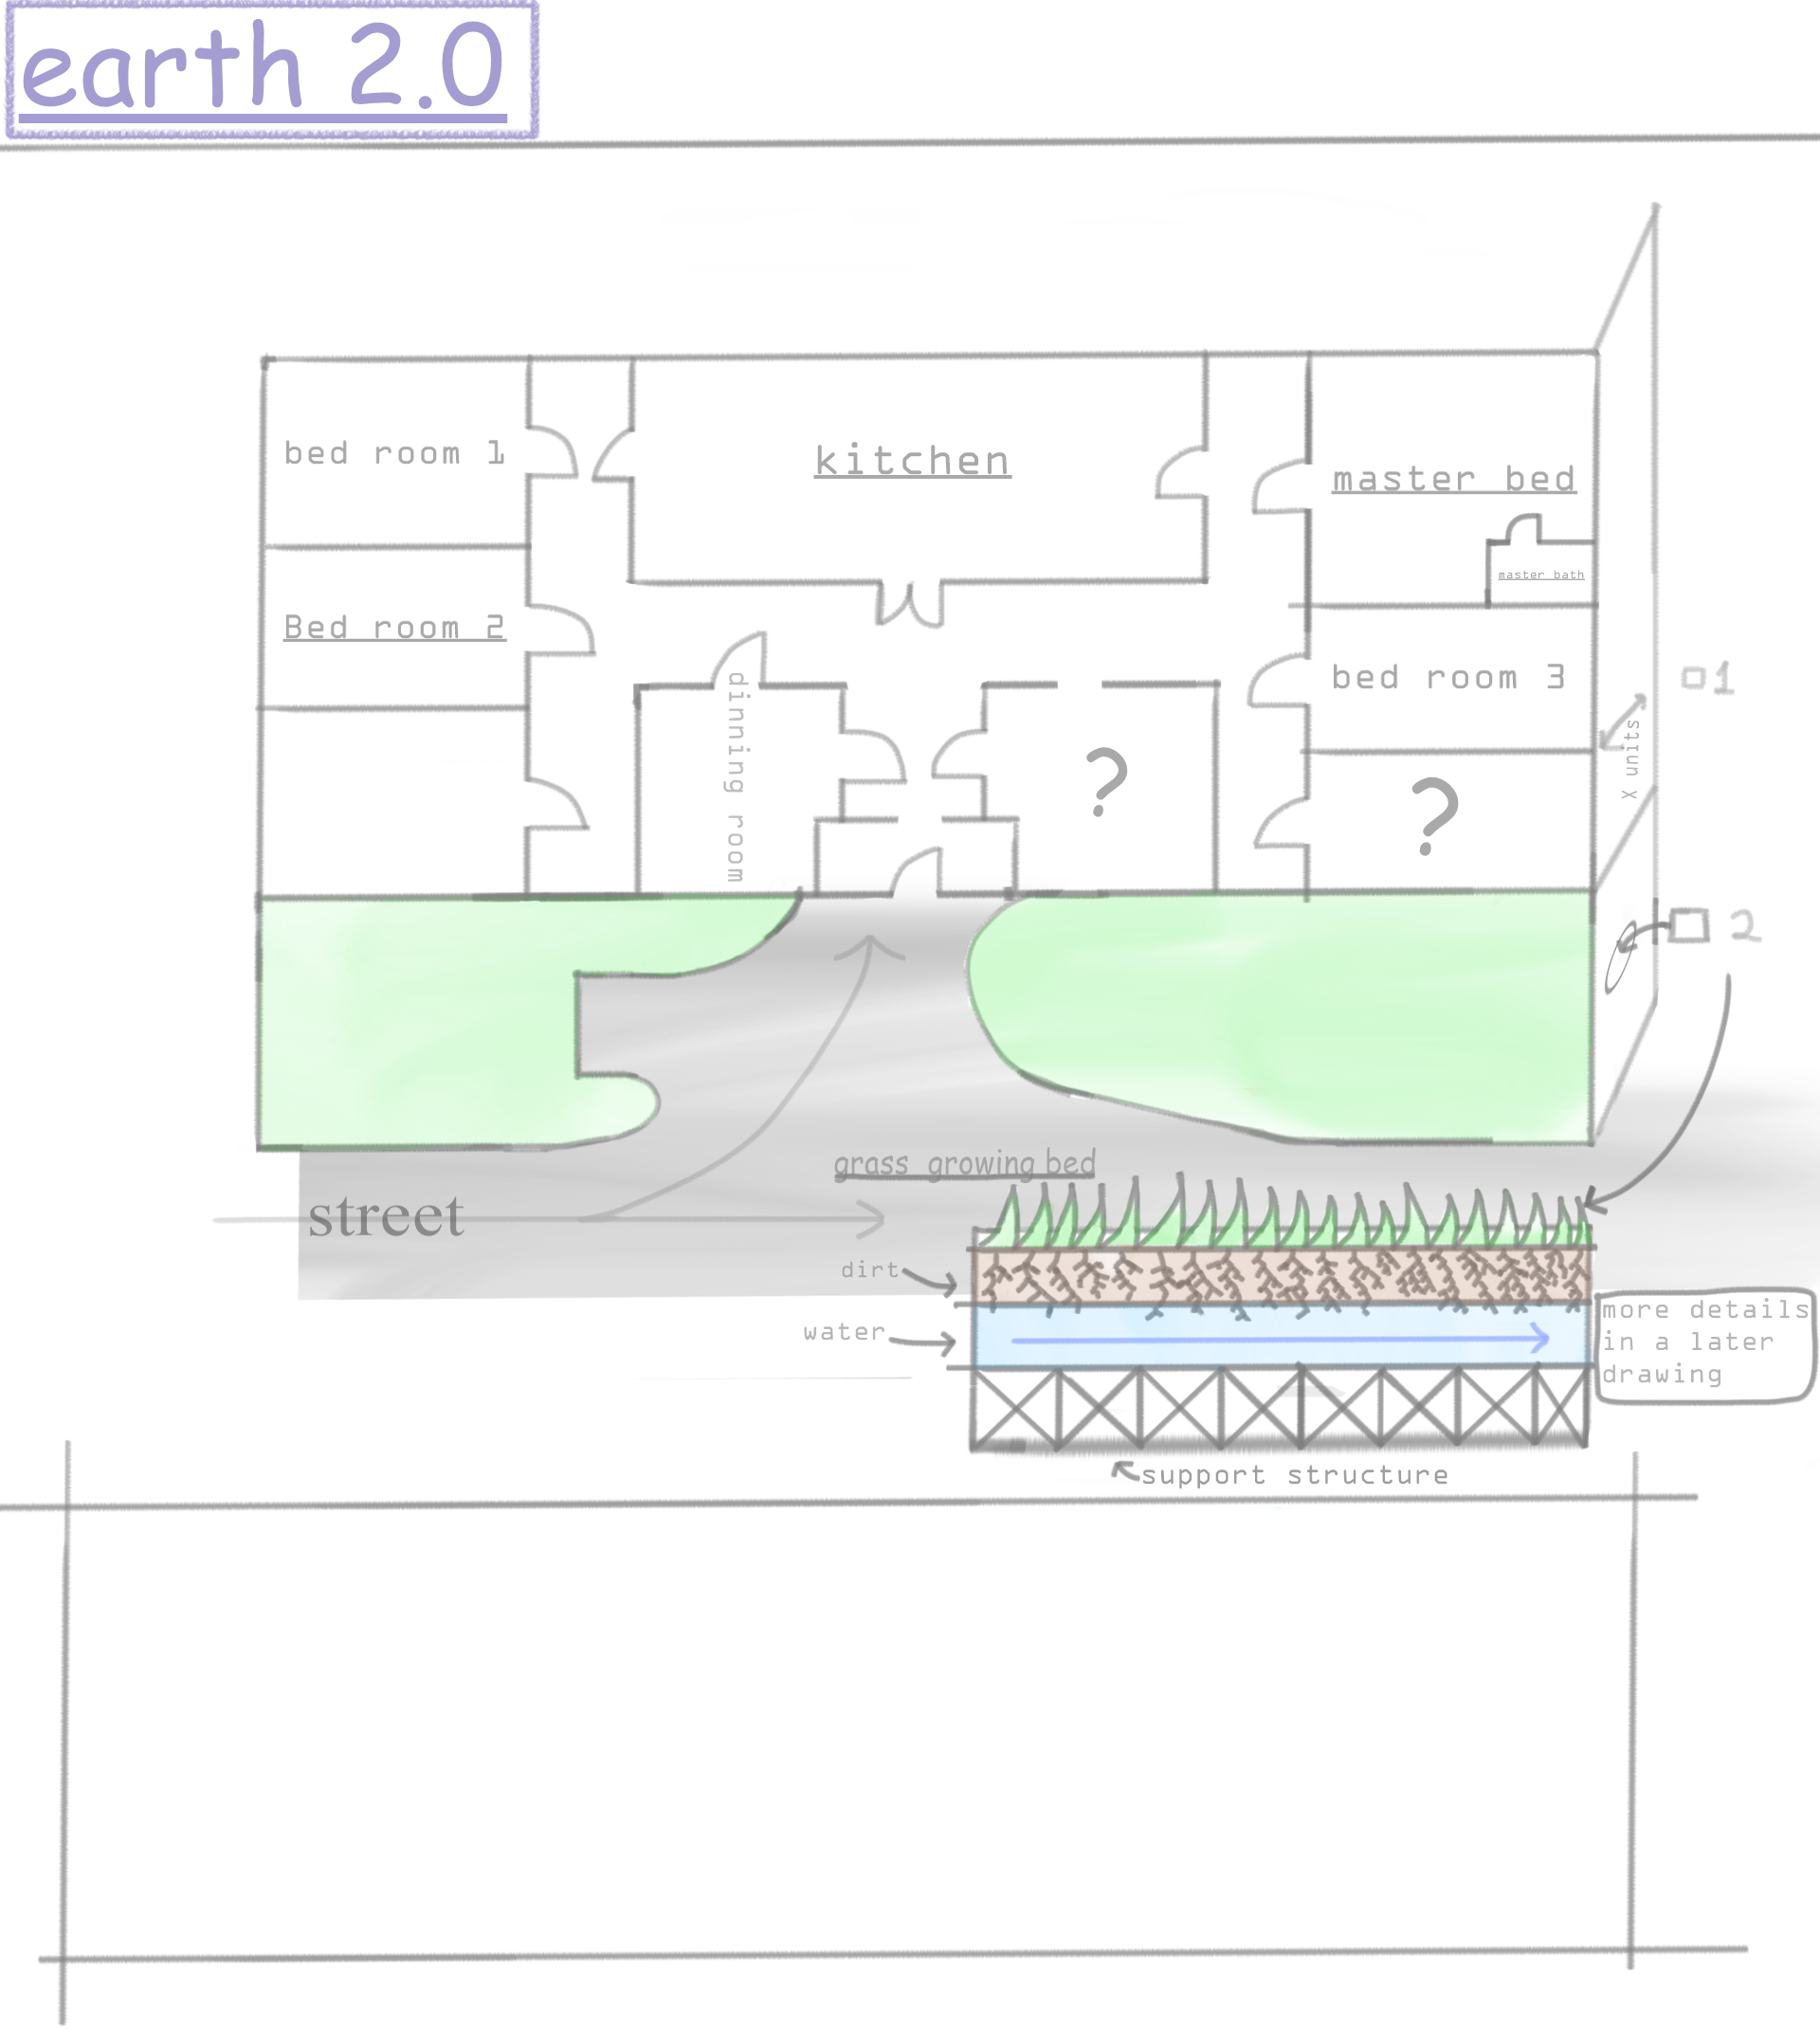 earth 2.0
bed room 1
kitchen
master bed
master bath
Bed room 2
bed room 3
1
dinning room
X units
?
?
2
grass growing bed
street
dirt
water
more details
in a later
drawing
support structure